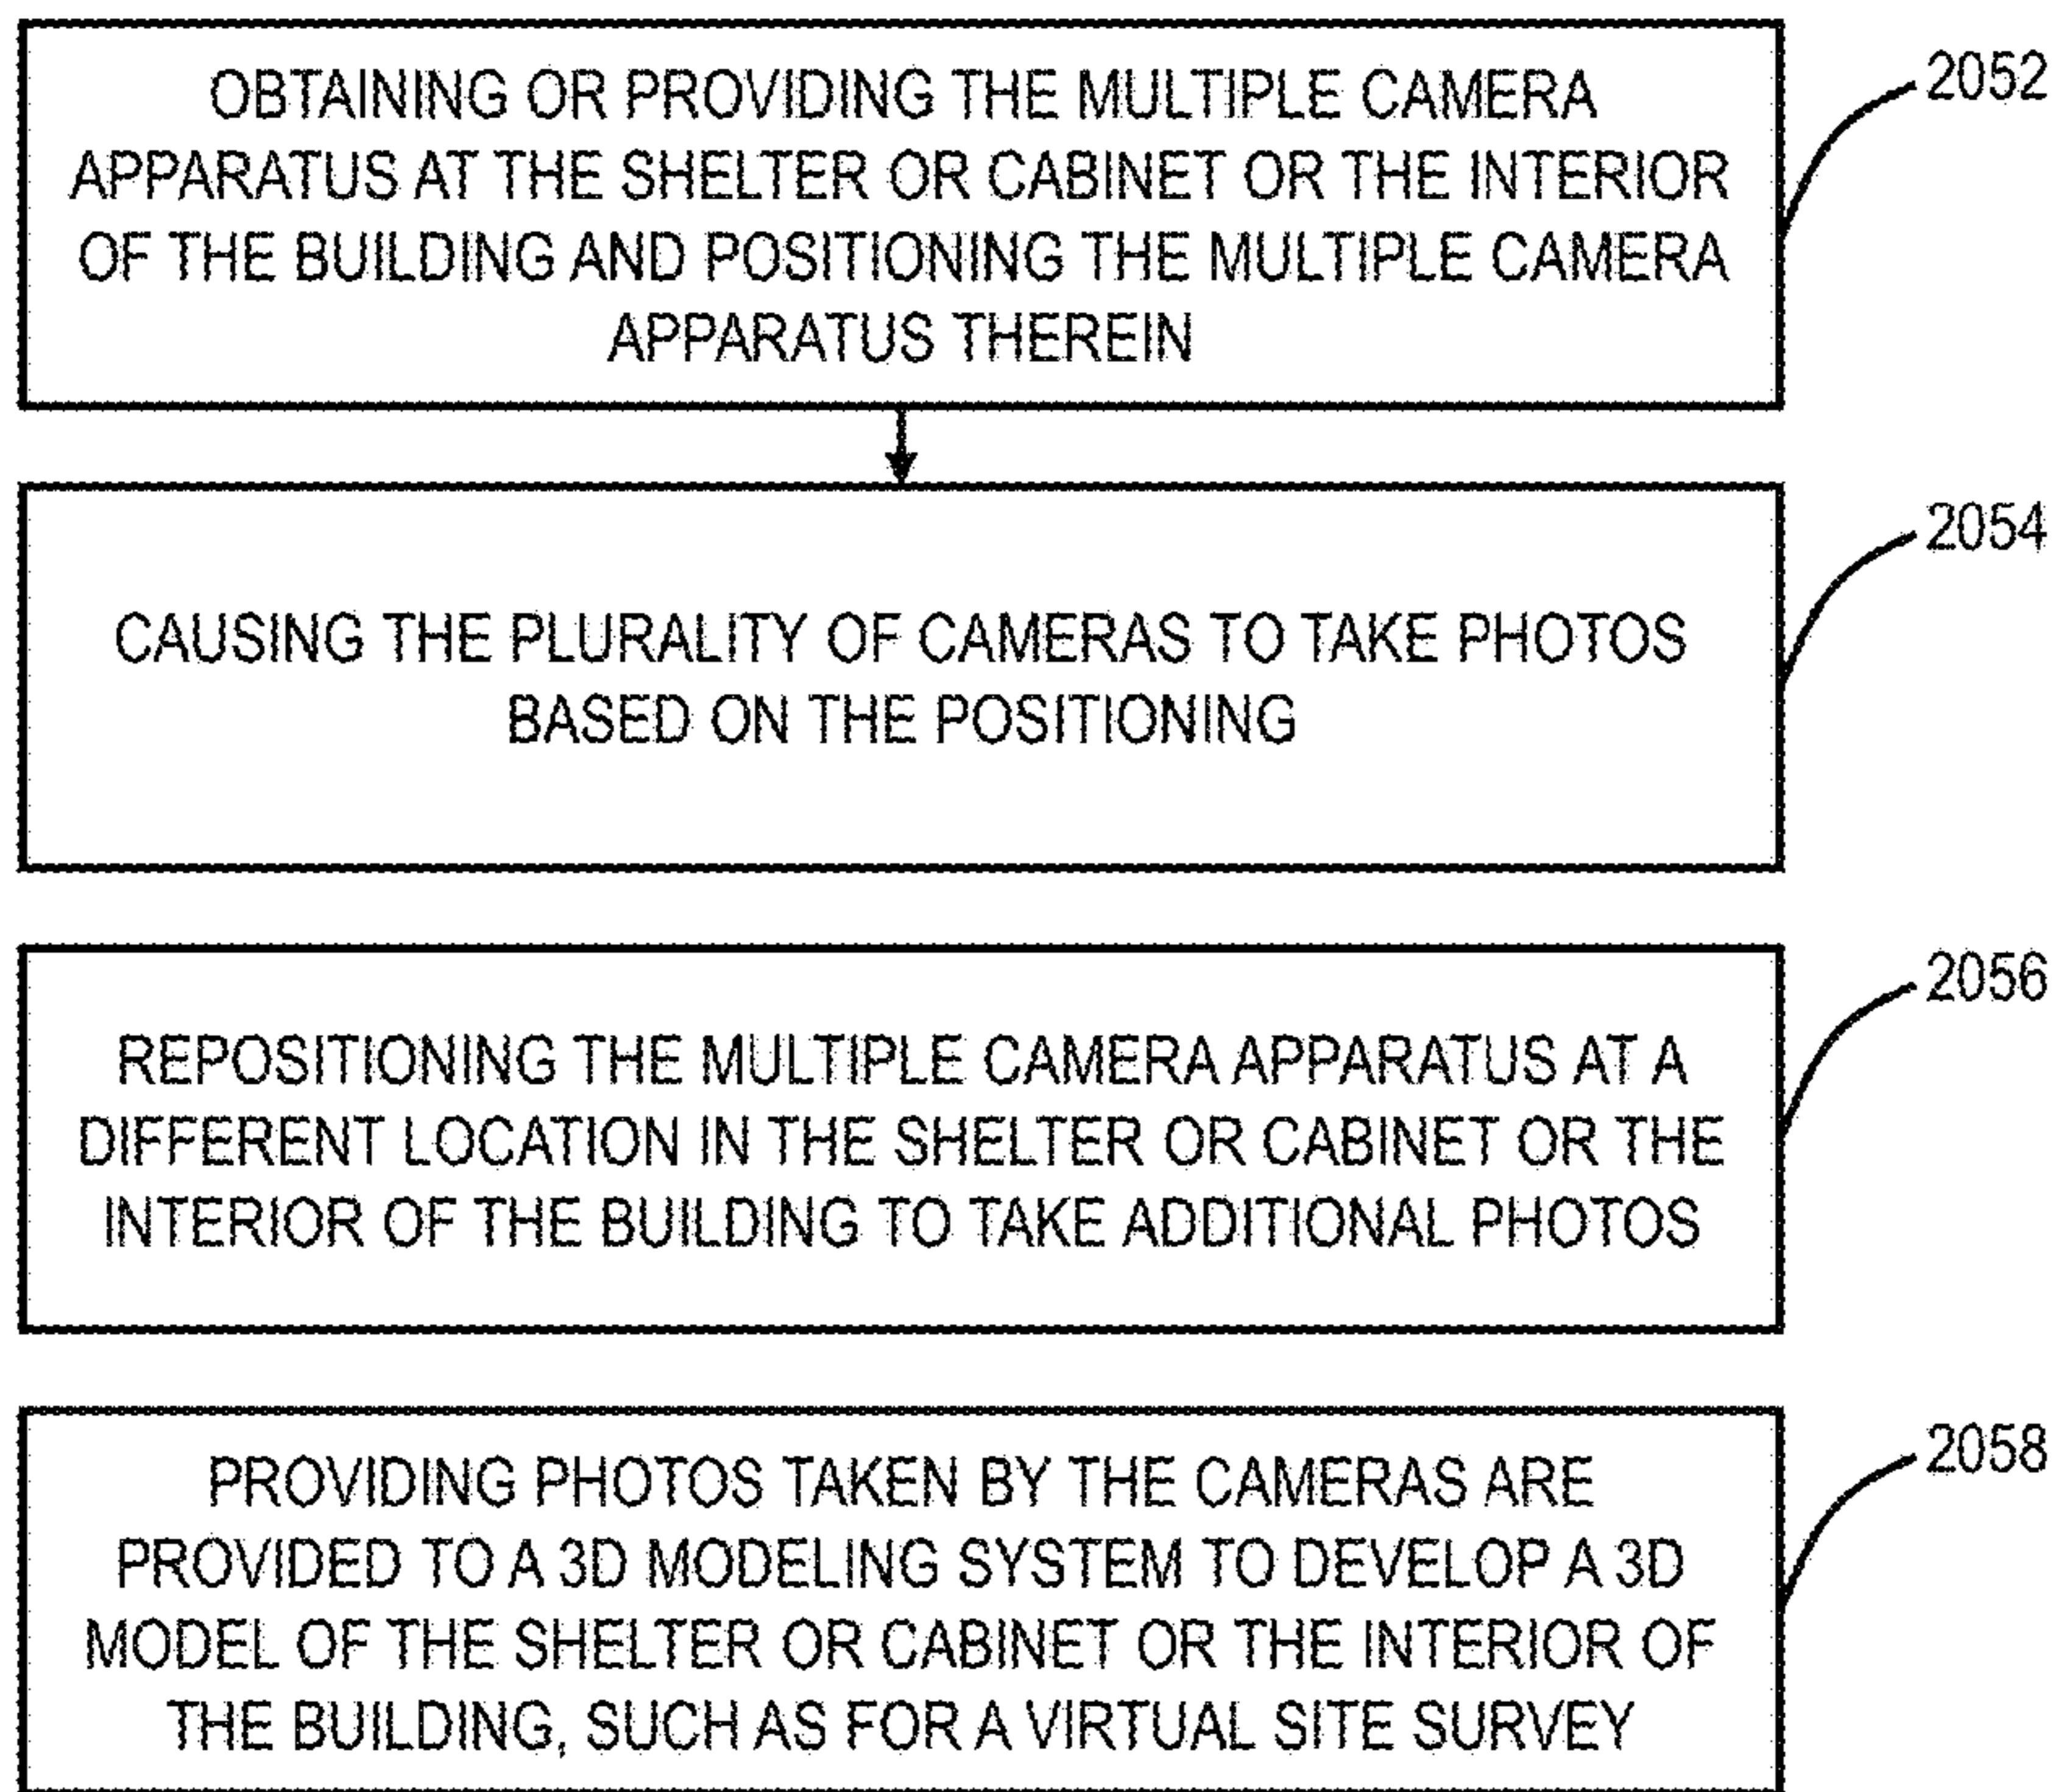 OBTAINING OR PROVIDING THE MULTIPLE CAMERA
APPARATUS AT THE SHELTER OR CABINET OR THE INTERIOR
OF THE BUILDING AND POSITIONING THE MULTIPLE CAMERA
APPARATUS THEREIN
2052
CAUSING THE PLURALITY OF CAMERAS TO TAKE PHOTOS
BASED ON THE POSITIONING
2054
REPOSITIONING THE MULTIPLE CAMERA APPARATUS AT A
DIFFERENT LOCATION IN THE SHELTER OR CABINET OR THE
INTERIOR OF THE BUILDING TO TAKE ADDITIONAL PHOTOS
2056
PROVIDING PHOTOS TAKEN BY THE CAMERAS ARE
PROVIDED TO A 3D MODELING SYSTEM TO DEVELOP A 3D
MODEL OF THE SHELTER OR CABINET OR THE INTERIOR OF
THE BUILDING, SUCH AS FOR A VIRTUAL SITE SURVEY
2058